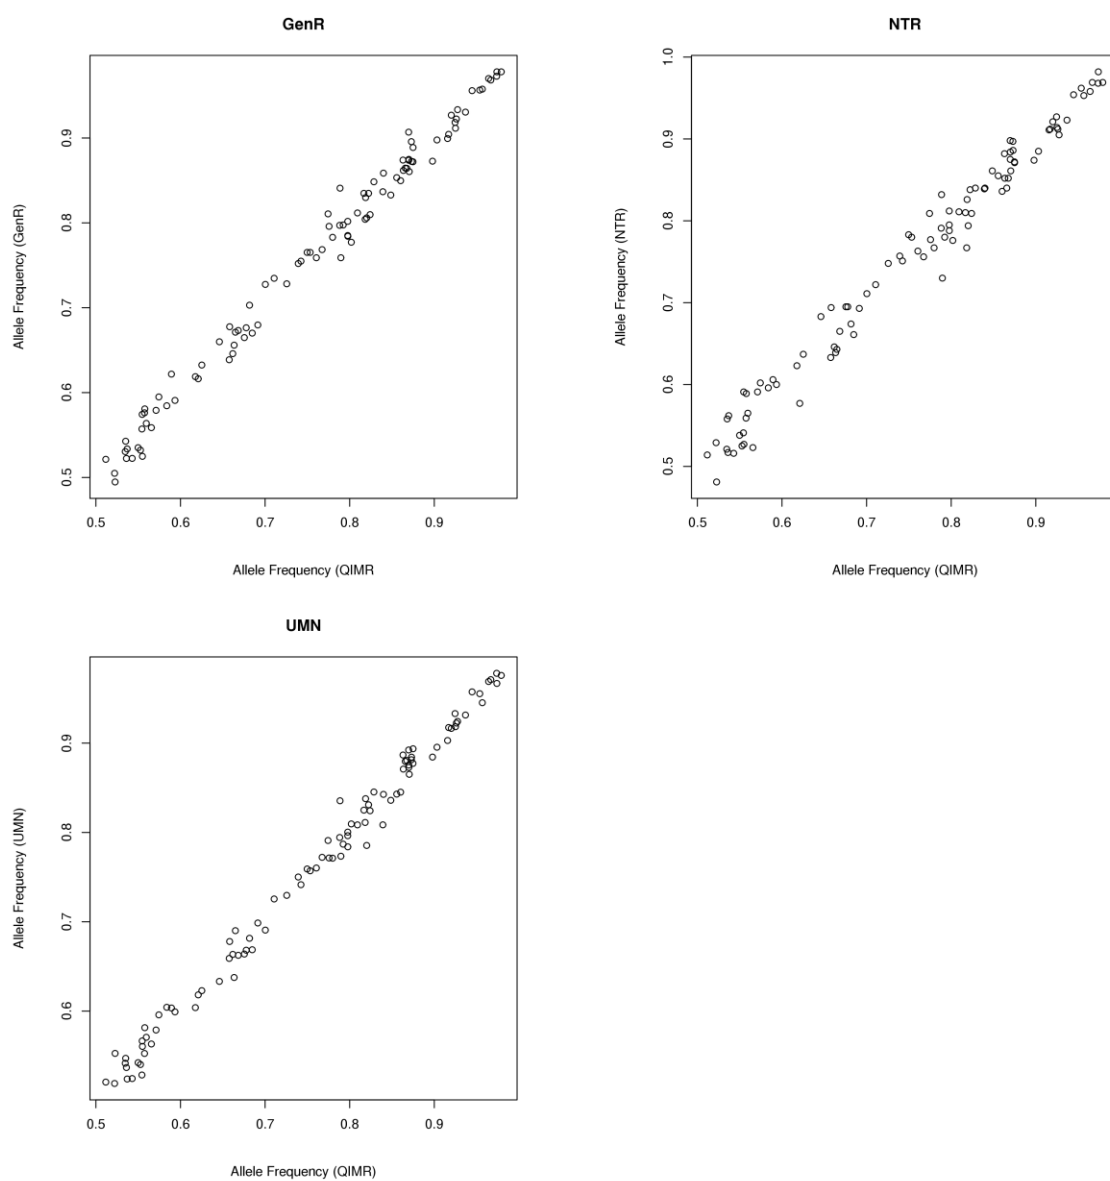 GenR
Allele Frequency (GenR)
0.9
0.8
0.7
0.6
0.5
0.5 0.6 0.7 0.8 0.9
Allele Frequency (QIMR
NTR
Allele Frequency (NTR)
1.0
0.9
0.8
0.7
0.6
0.5
0.5 0.6 0.7 0.8 0.9
Allele Frequency (QIMR)
UMN
Allele Frequency (UMN)
0.9
0.8
0.7
0.6
0.5 0.6 0.7 0.8 0.9
Allele Frequency (QIMR)